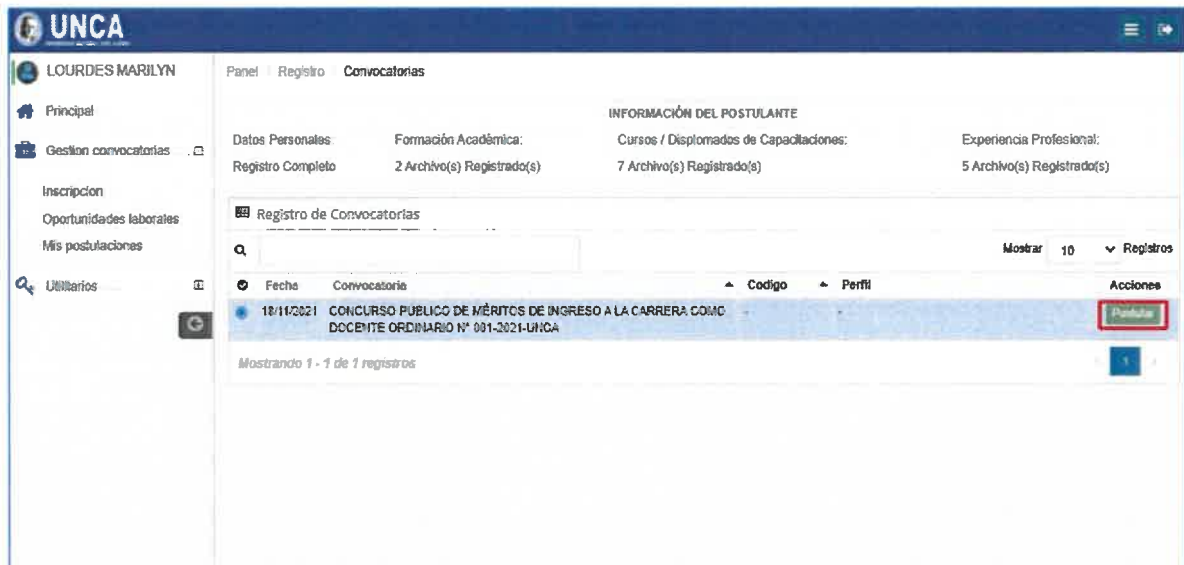 UNCA
LOURDES MARILYN
Panel Registro Convocatorias
Principal
INFORMACIÓN DEL POSTULANTE
Gestion convocatorias
Datos Personales Formación Académica: Cursos / Displomados de Capacitaciones: Experiencia Profesional:
Registro Completo 2 Archivo(s) Registrado(s) 7 Archivo(s) Registrado(s) 5 Archivo(s) Registrado(s)
Inscripcion
Oportunidades laborales
Mis postulaciones
Utilitarios
Registro de Convocatorias
Mostrar 10 Registros
Fecha Convocatoria Codigo Perfil Acciones
18/11/2021 CONCURSO PUBLICO DE MÉRITOS DE INGRESO A LA CARRERA COMO - - Postular
DOCENTE ORDINARIO N° 001-2021-UNCA
Mostrando 1 - 1 de 1 registros
1